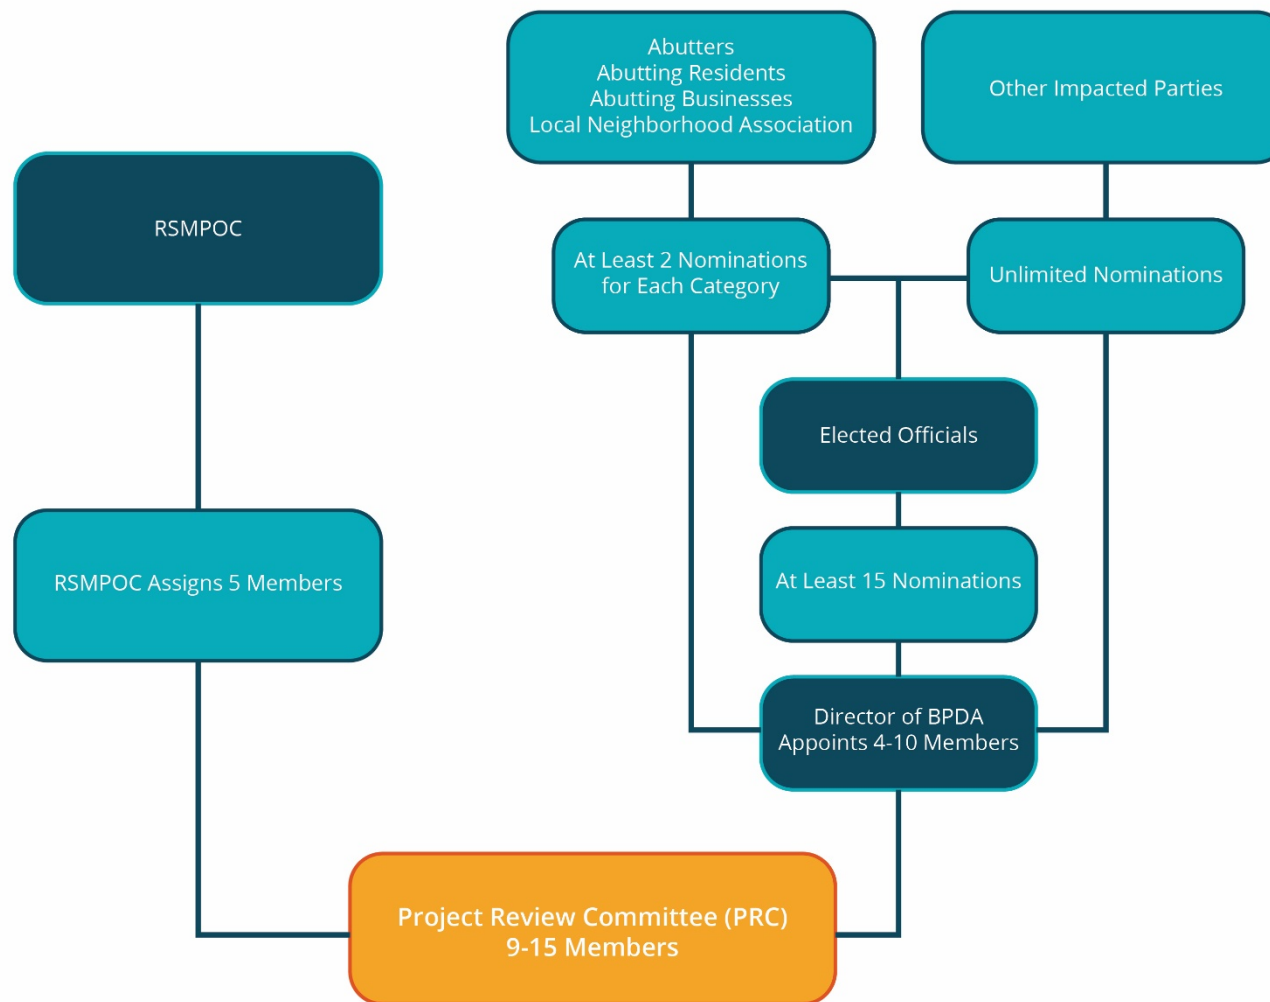 Abutters
Abutting Residents
Abutting Businesses
Local Neighborhood Association
Other Impacted Parties
RSMPOC
At Least 2 Nominations
for Each Category
Unlimited Nominations
Elected Officials
RSMPOC Assigns 5 Members
At Least 15 Nominations
Director of BPDA
Appoints 4-10 Members
Project Review Committee (PRC)
9-15 Members